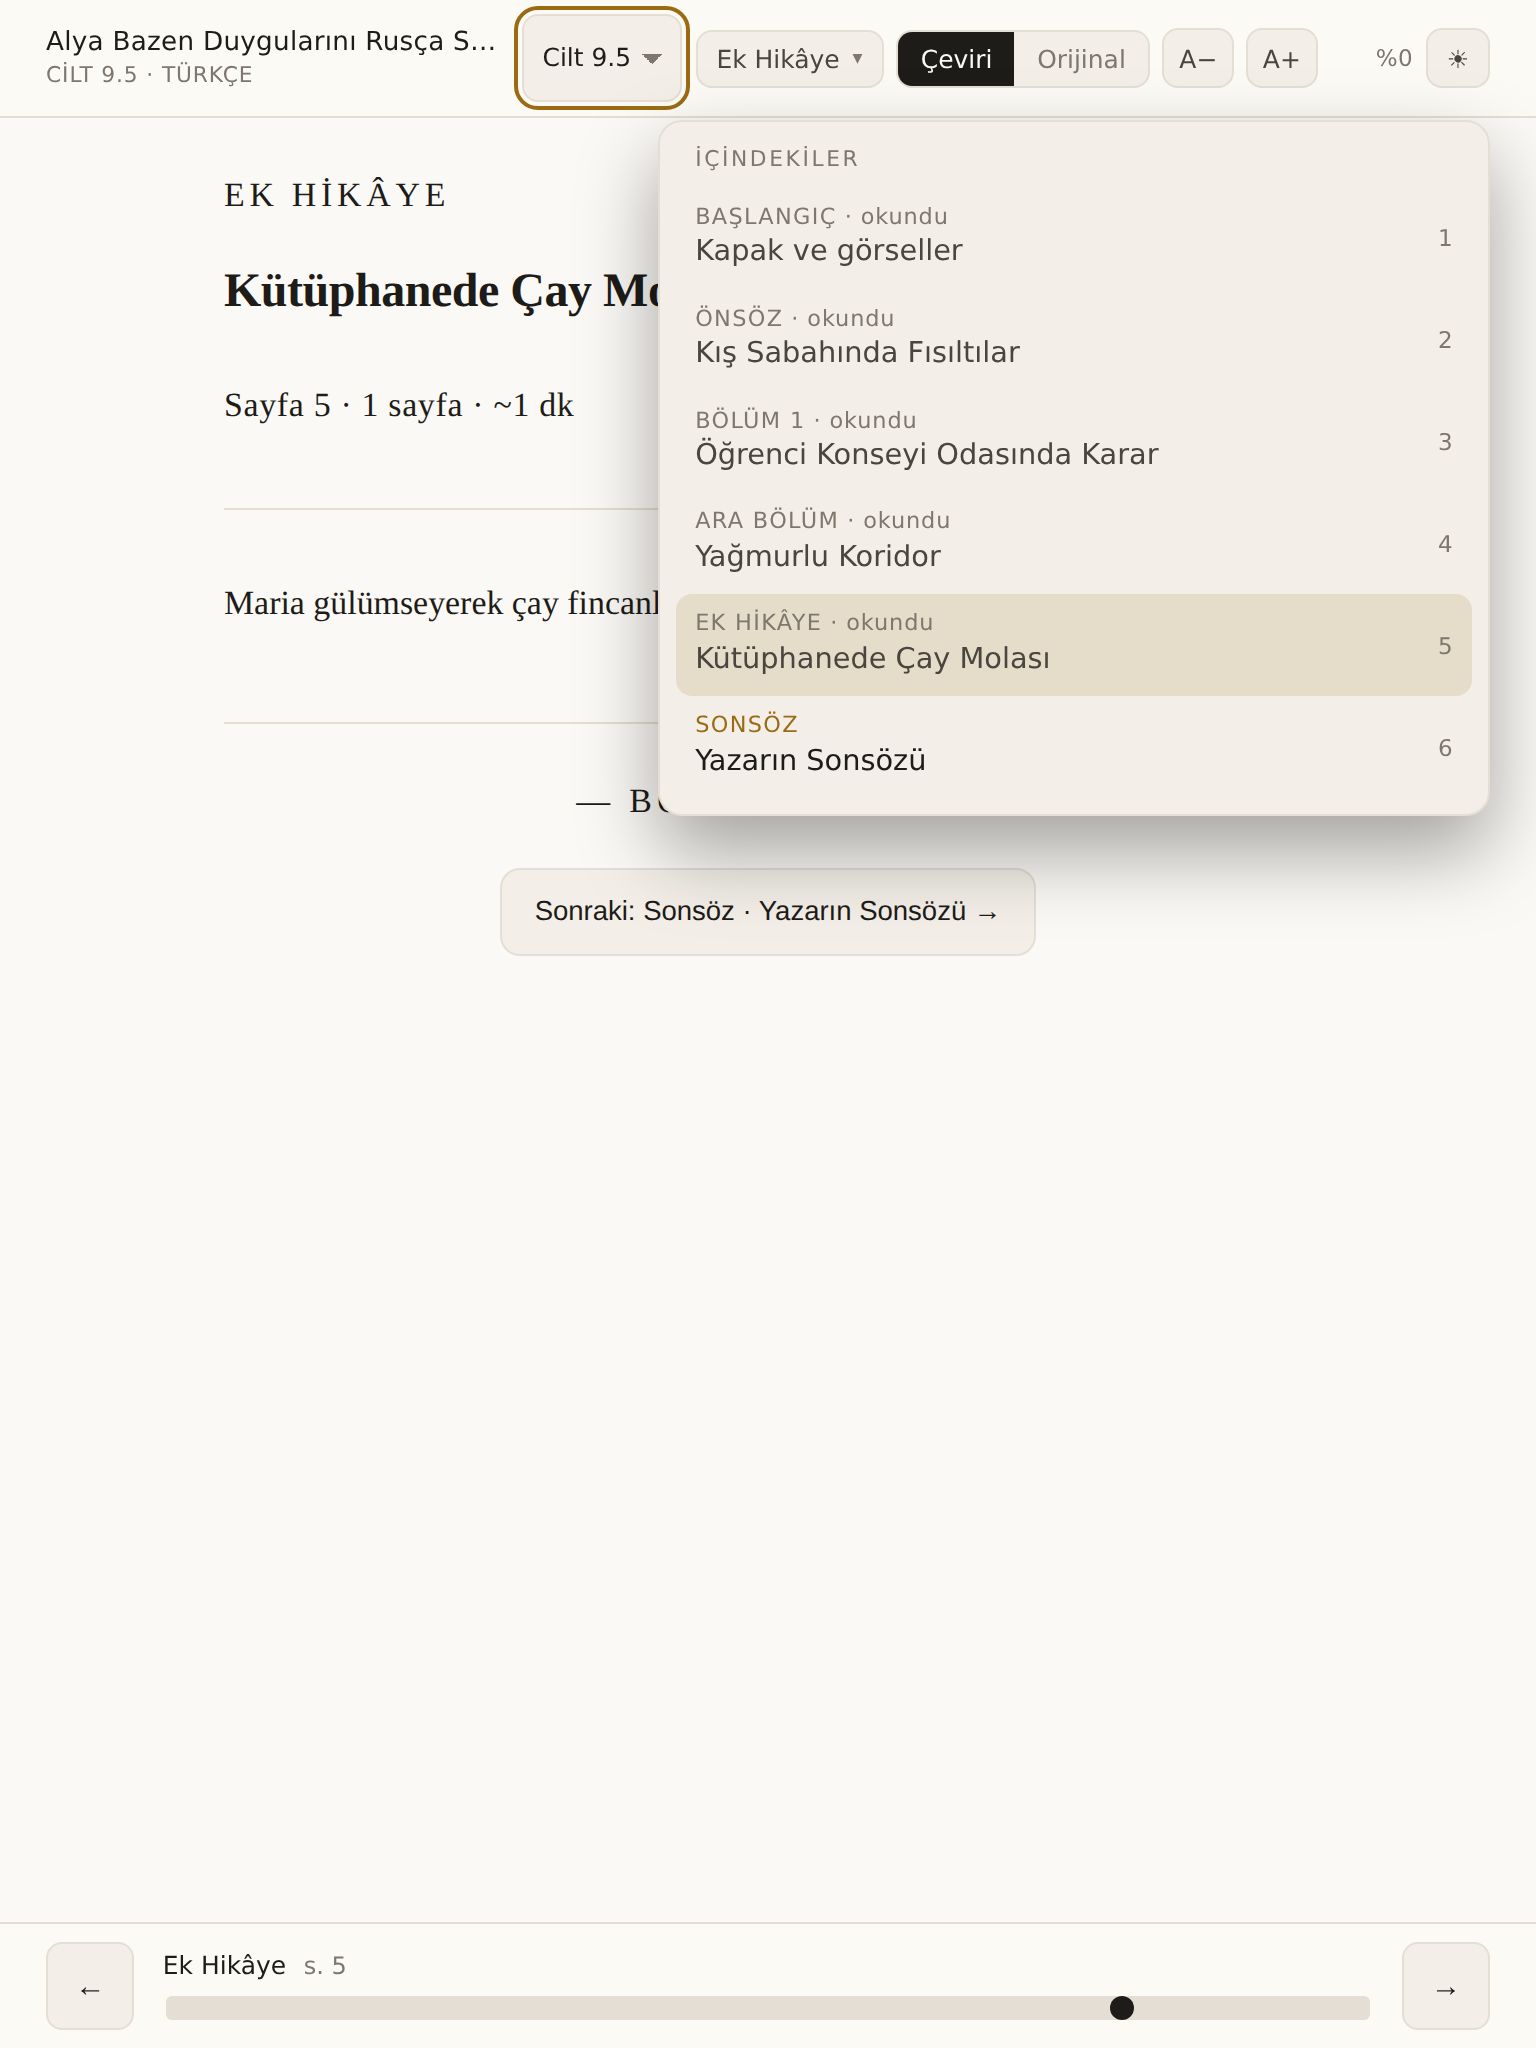 Alya Bazen Duygularını Rusça S...
CİLT 9.5 · TÜRKÇE
Cilt 9.5
Ek Hikâye ▾
Çeviri
Orijinal
A−
A+
%0
☀
İÇİNDEKİLER
BAŞLANGIÇ · okundu
Kapak ve görseller
1
ÖNSÖZ · okundu
Kış Sabahında Fısıltılar
2
BÖLÜM 1 · okundu
Öğrenci Konseyi Odasında Karar
3
ARA BÖLÜM · okundu
Yağmurlu Koridor
4
EK HİKÂYE · okundu
Kütüphanede Çay Molası
5
SONSÖZ
Yazarın Sonsözü
6
EK HİKÂYE
Kütüphanede Çay
Sayfa 5 · 1 sayfa · ~1 dk
Maria gülümseyerek çay
—
Sonraki: Sonsöz · Yazarın Sonsözü →
←
Ek Hikâye s. 5
→